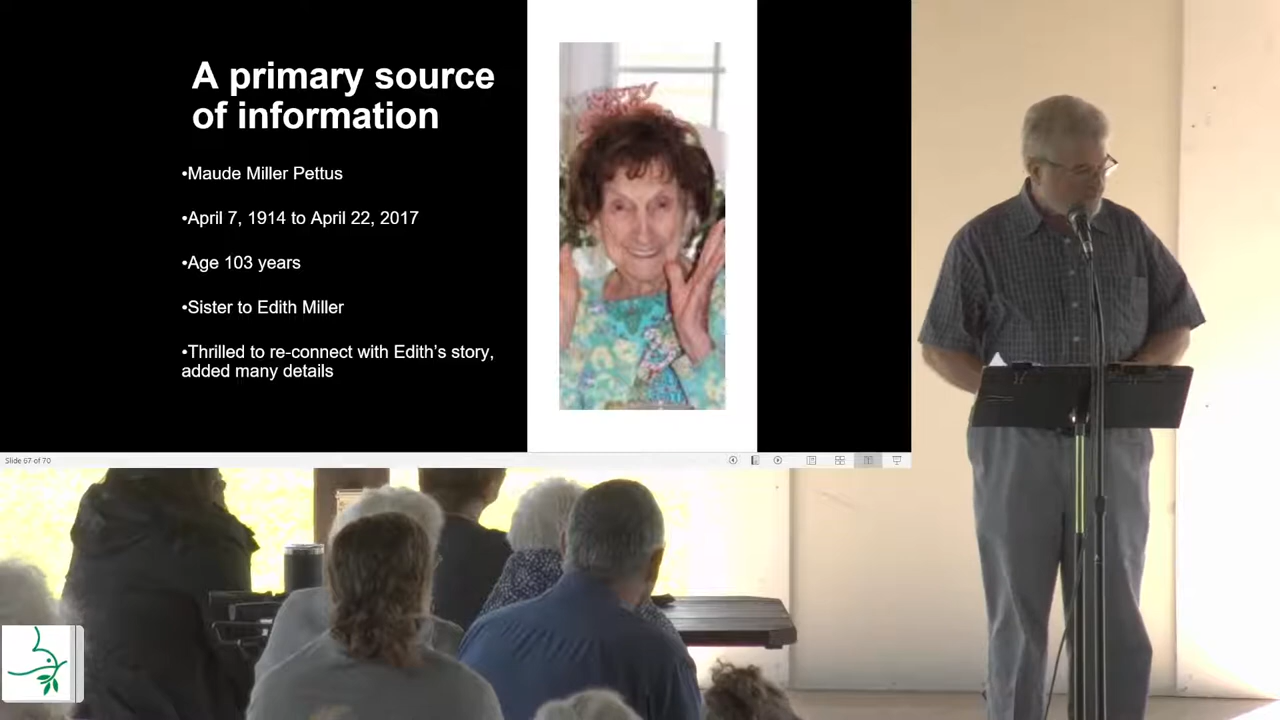 A primary source
of information
•Maude Miller Pettus
•April 7, 1914 to April 22, 2017
•Age 103 years
•Sister to Edith Miller
•Thrilled to re-connect with Edith's story,
added many details
Slide 67 of 70